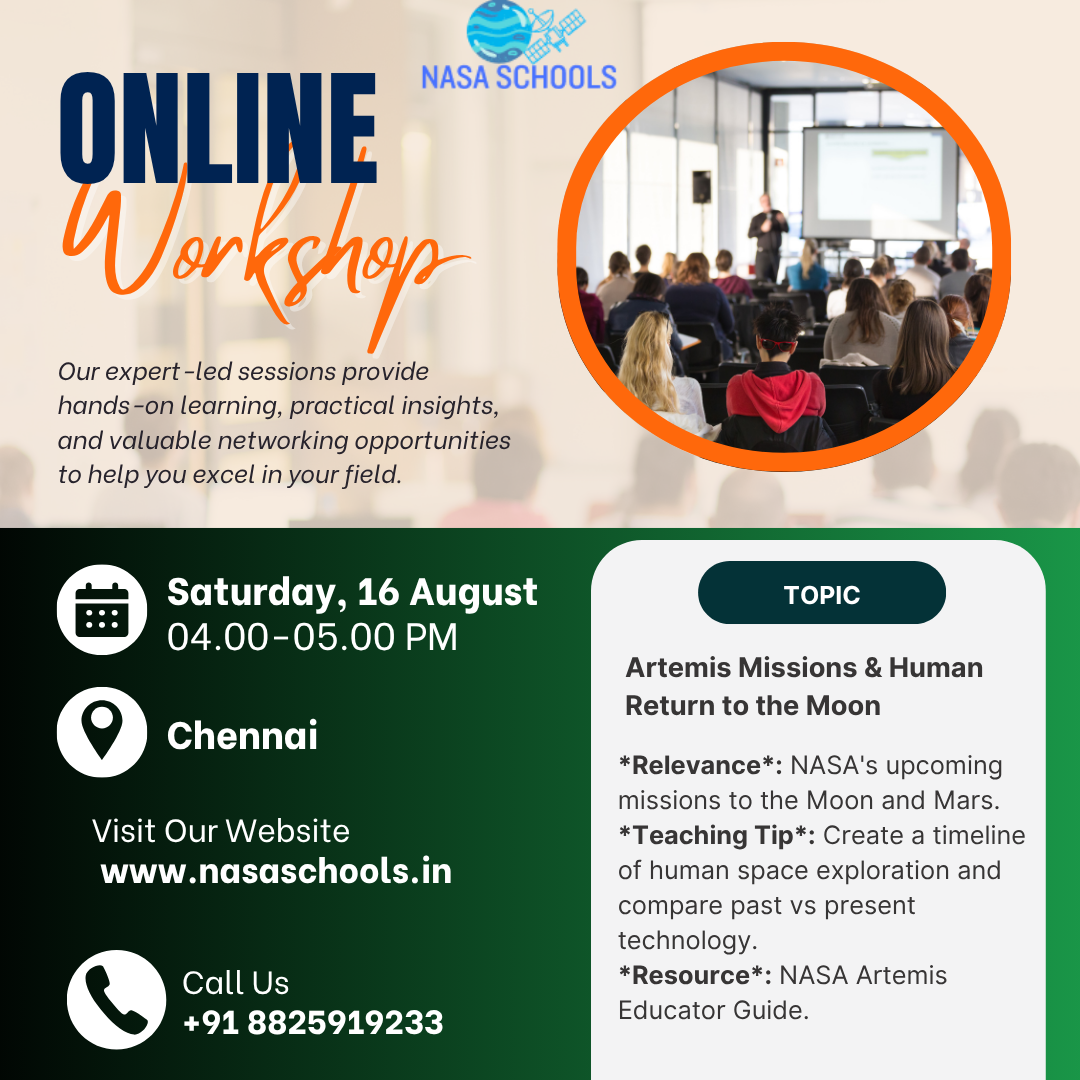 NASA SCHOOLS
ONLINE
Workshop
Our expert-led sessions provide
hands-on learning, practical insights,
and valuable networking opportunities
to help you excel in your field.
Saturday, 16 August
04.00-05.00 PM
Chennai
Visit Our Website
www.nasaschools.in
Call Us
+91 8825919233
TOPIC
Artemis Missions & Human
Return to the Moon
*Relevance*: NASA's upcoming
missions to the Moon and Mars.
*Teaching Tip*: Create a timeline
of human space exploration and
compare past vs present
technology.
*Resource*: NASA Artemis
Educator Guide.